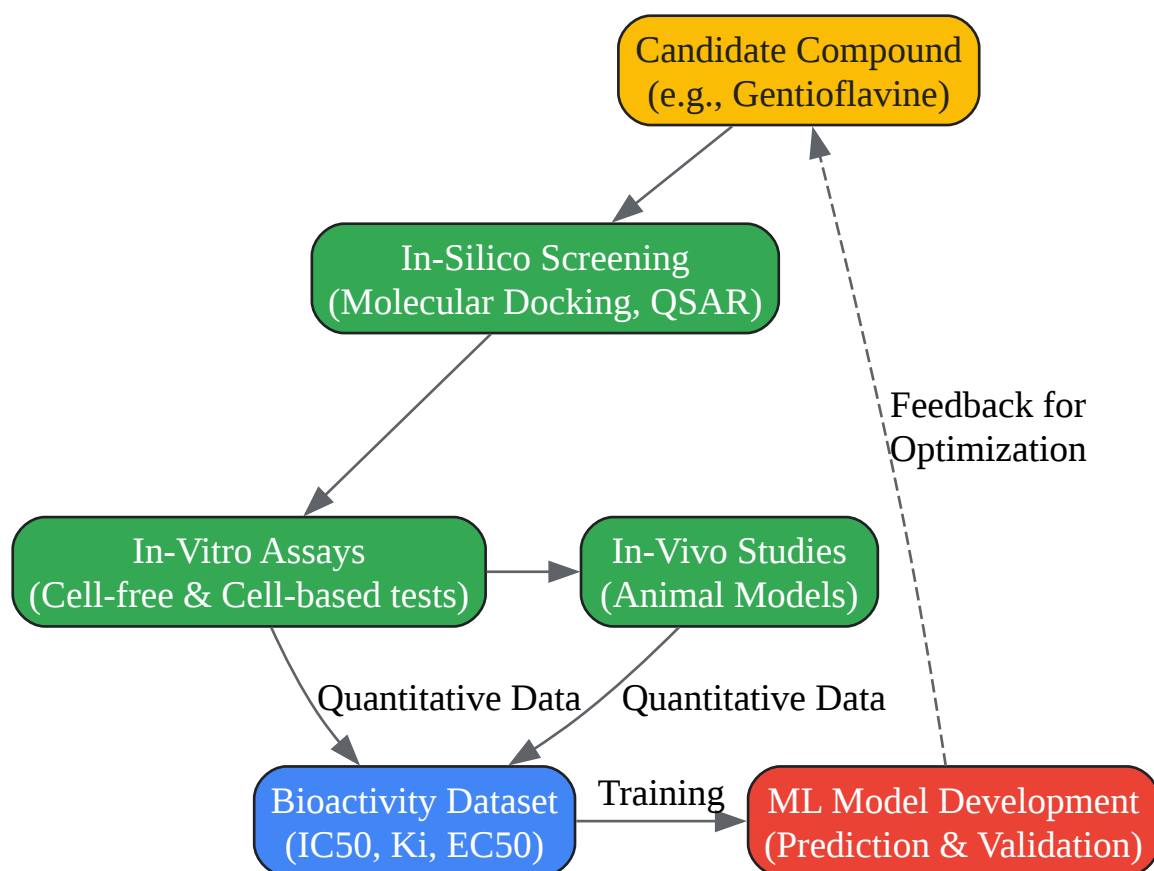 Candidate Compound
(e.g., Gentioflavine)
In-Silico Screening
(Molecular Docking, QSAR)
Feedback for
Optimization
In-Vitro Assays
(Cell-free & Cell-based tests)
In-Vivo Studies
(Animal Models)
Quantitative Data
Quantitative Data
Bioactivity Dataset
(IC50, Ki, EC50)
Training
ML Model Development
(Prediction & Validation)